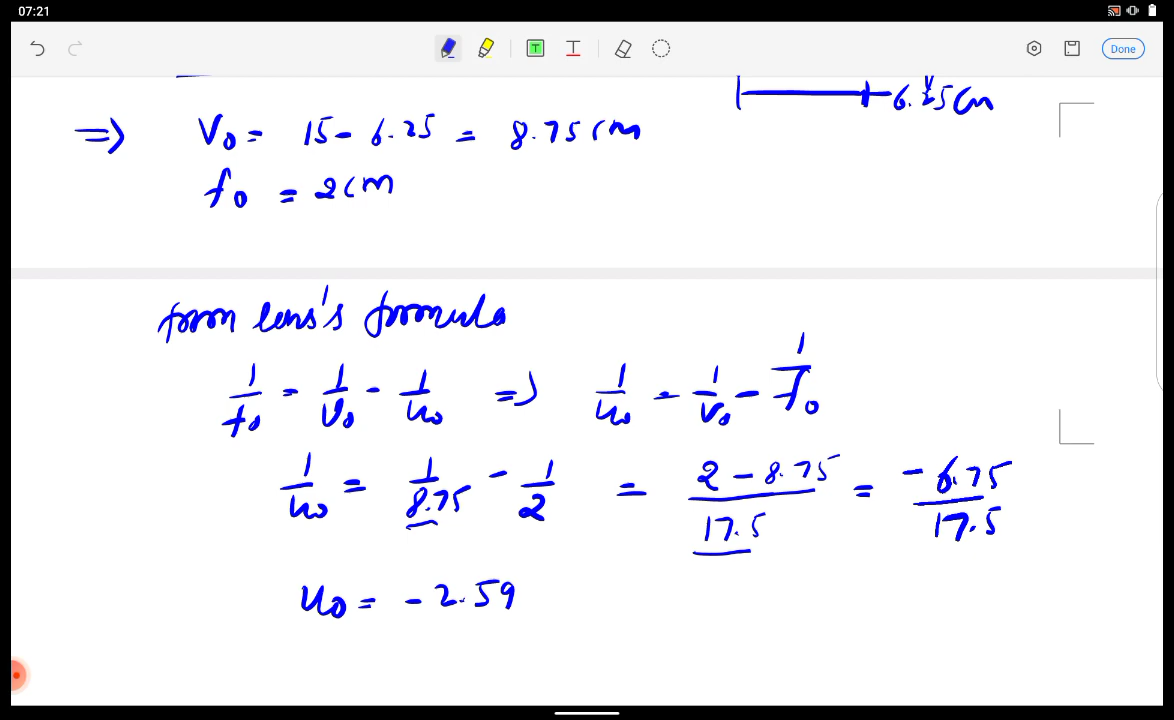 07:21
T T Done
6.25 cm
=> V₀ = 15 - 6.25 = 8.75 cm
f₀ = 2 cm
from lens's formula
1/f₀ = 1/V₀ - 1/u₀ => 1/u₀ = 1/V₀ - 1/f₀
1/u₀ = 1/8.75 - 1/2 = (2 - 8.75)/17.5 = -6.75/17.5
u₀ = -2.59